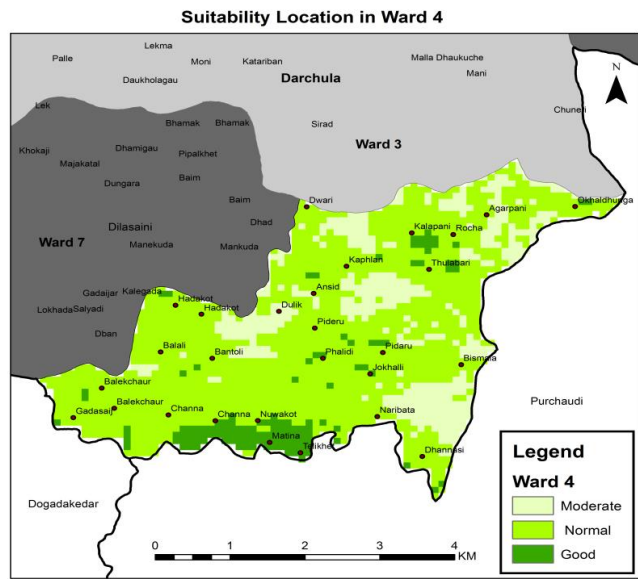 Suitability Location in Ward 4
Lekma
Palle
Moni
Katariban
Malla Dhaukuche
Daukholagau
Darchula
Mani
N
Lek
Chuneli
Bhamak
Bhamak
Sirad
Khokaji
Dhamigau
Pipalkhet
Ward 3
Majakatal
Baim
Dungara
Baim
Dwari
Okhaldhunga
Agarpani
Dilasaini
Dhad
Kalapani
Rocha
Ward 7
Manekuda
Mankuda
Kaphlan
Thulabari
Gadaijar
Kalegada
Ansid
Hadakot
Lokhada
Salyadi
Hadakot
Dulik
Dban
Pideru
Balali
Bantoli
Phalidi
Pidaru
Bismala
Jokhalli
Balekchaur
Balekchaur
Purchaudi
Gadasaij
Channa
Channa
Nuwakot
Naribata
Matina
Telikhet
Dhannasi
Legend
Ward 4
Moderate
Normal
Good
Dogadakedar
0 1 2 3 4
KM